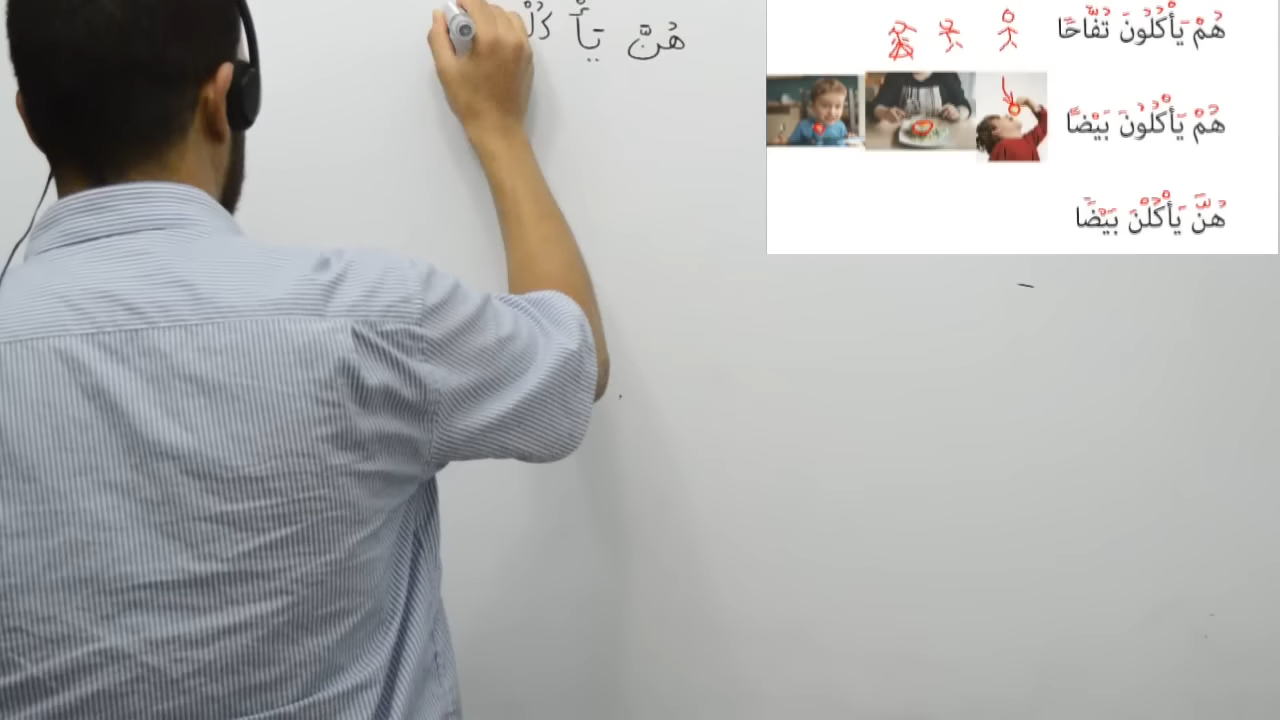 هُنَّ يَأْ كُلْ
هُمْ يَأْكُلُونَ تُفَّاحًا
هُمْ يَأْكُلُونَ بَيْضًا
هُنَّ يَأْكُلْنَ بَيْضًا